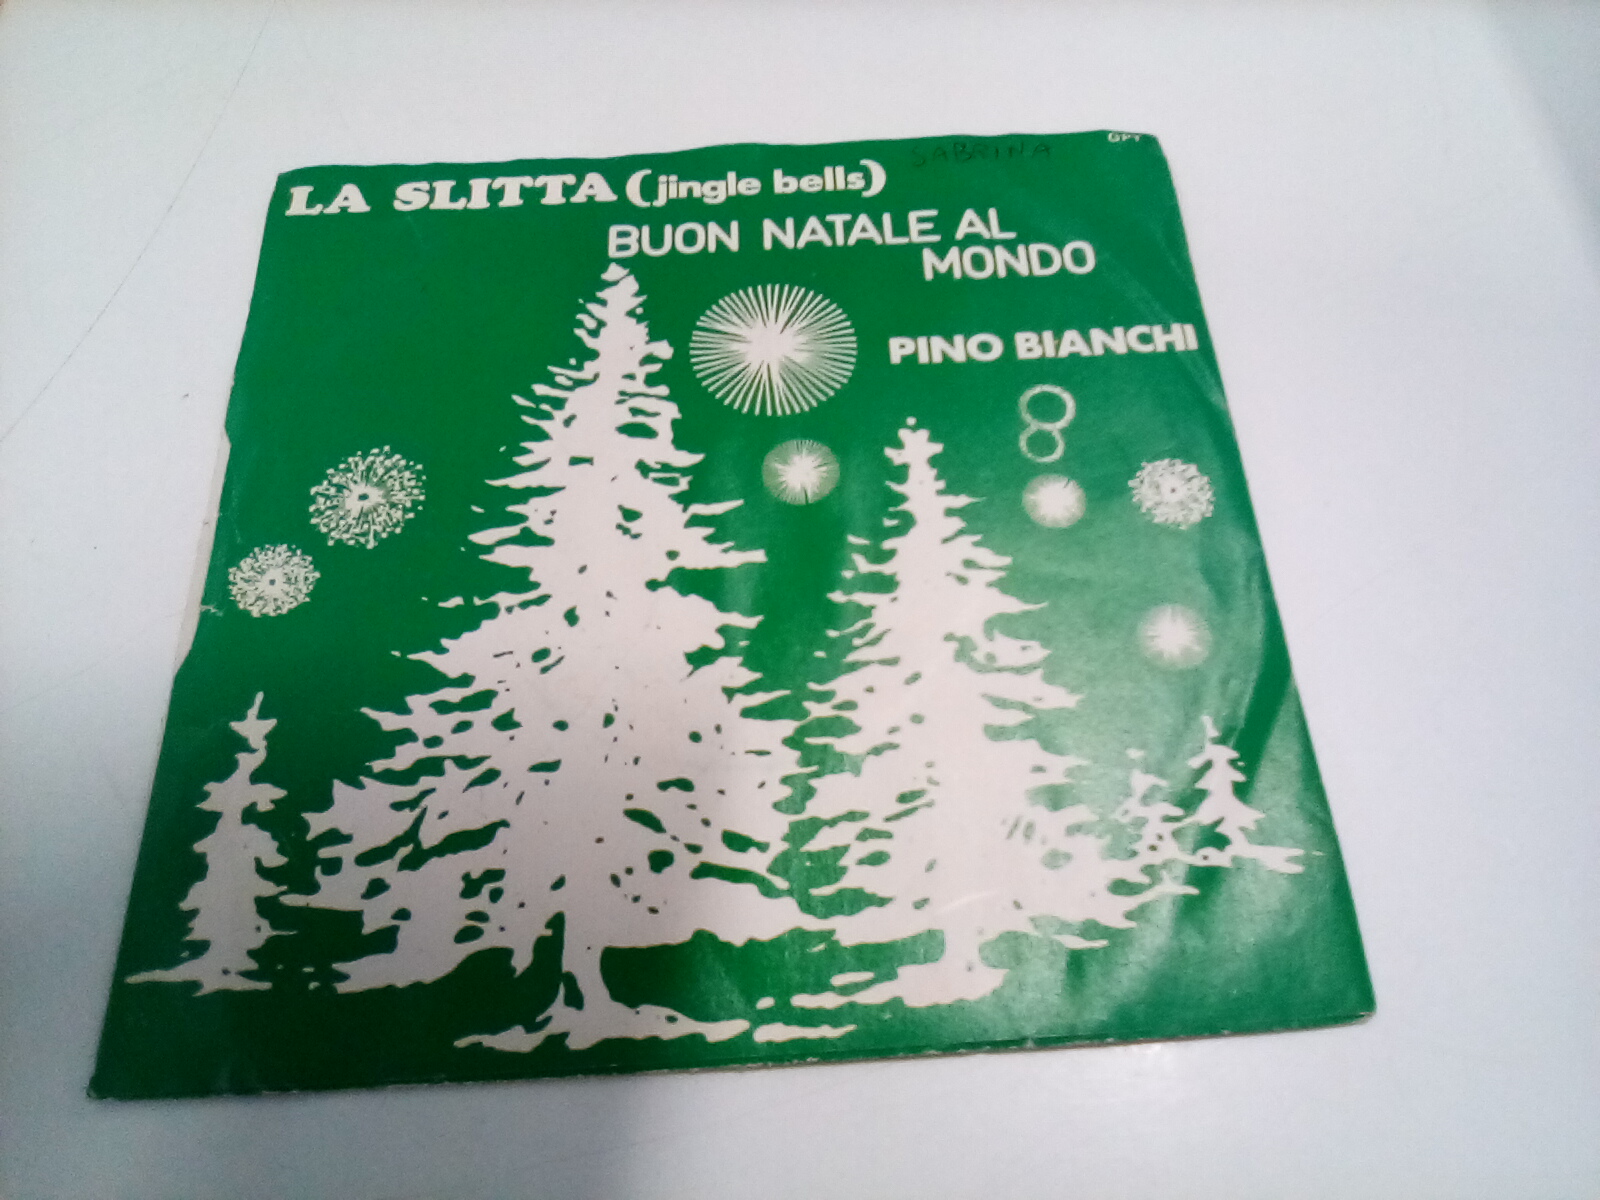 SABRINA
LA SLITTA (jingle bells)
BUON NATALE AL
MONDO
PINO BIANCHI